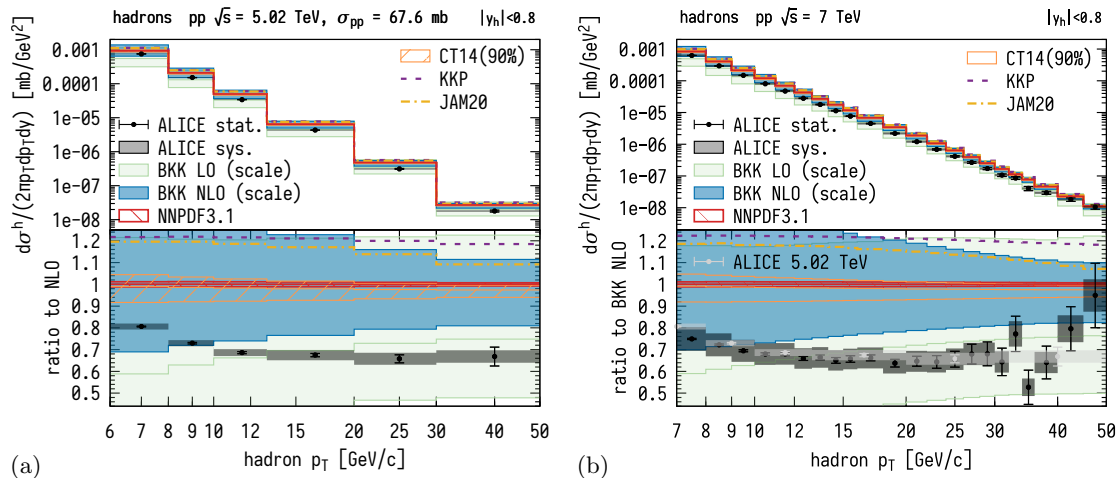 hadrons pp √s = 5.02 TeV, σpp = 67.6 mb |yh|<0.8
dσʰ/(2πpTdpTdy) [mb/GeV²]
0.001
0.0001
1e-05
1e-06
1e-07
1e-08
CT14(90%)
KKP
JAM20
ALICE stat.
ALICE sys.
BKK LO (scale)
BKK NLO (scale)
NNPDF3.1
ratio to NLO
1.2
1.1
1
0.9
0.8
0.7
0.6
0.5
6 7 8 9 10 12 15 20 25 30 40 50
hadron pT [GeV/c]
(a)
hadrons pp √s = 7 TeV |yh|<0.8
dσʰ/(2πpTdpTdy) [mb/GeV²]
0.001
0.0001
1e-05
1e-06
1e-07
1e-08
CT14(90%)
KKP
JAM20
ALICE stat.
ALICE sys.
BKK LO (scale)
BKK NLO (scale)
NNPDF3.1
ratio to BKK NLO
1.2
1.1
1
0.9
0.8
0.7
0.6
0.5
ALICE 5.02 TeV
7 8 9 10 12 15 20 25 30 40 50
hadron pT [GeV/c]
(b)